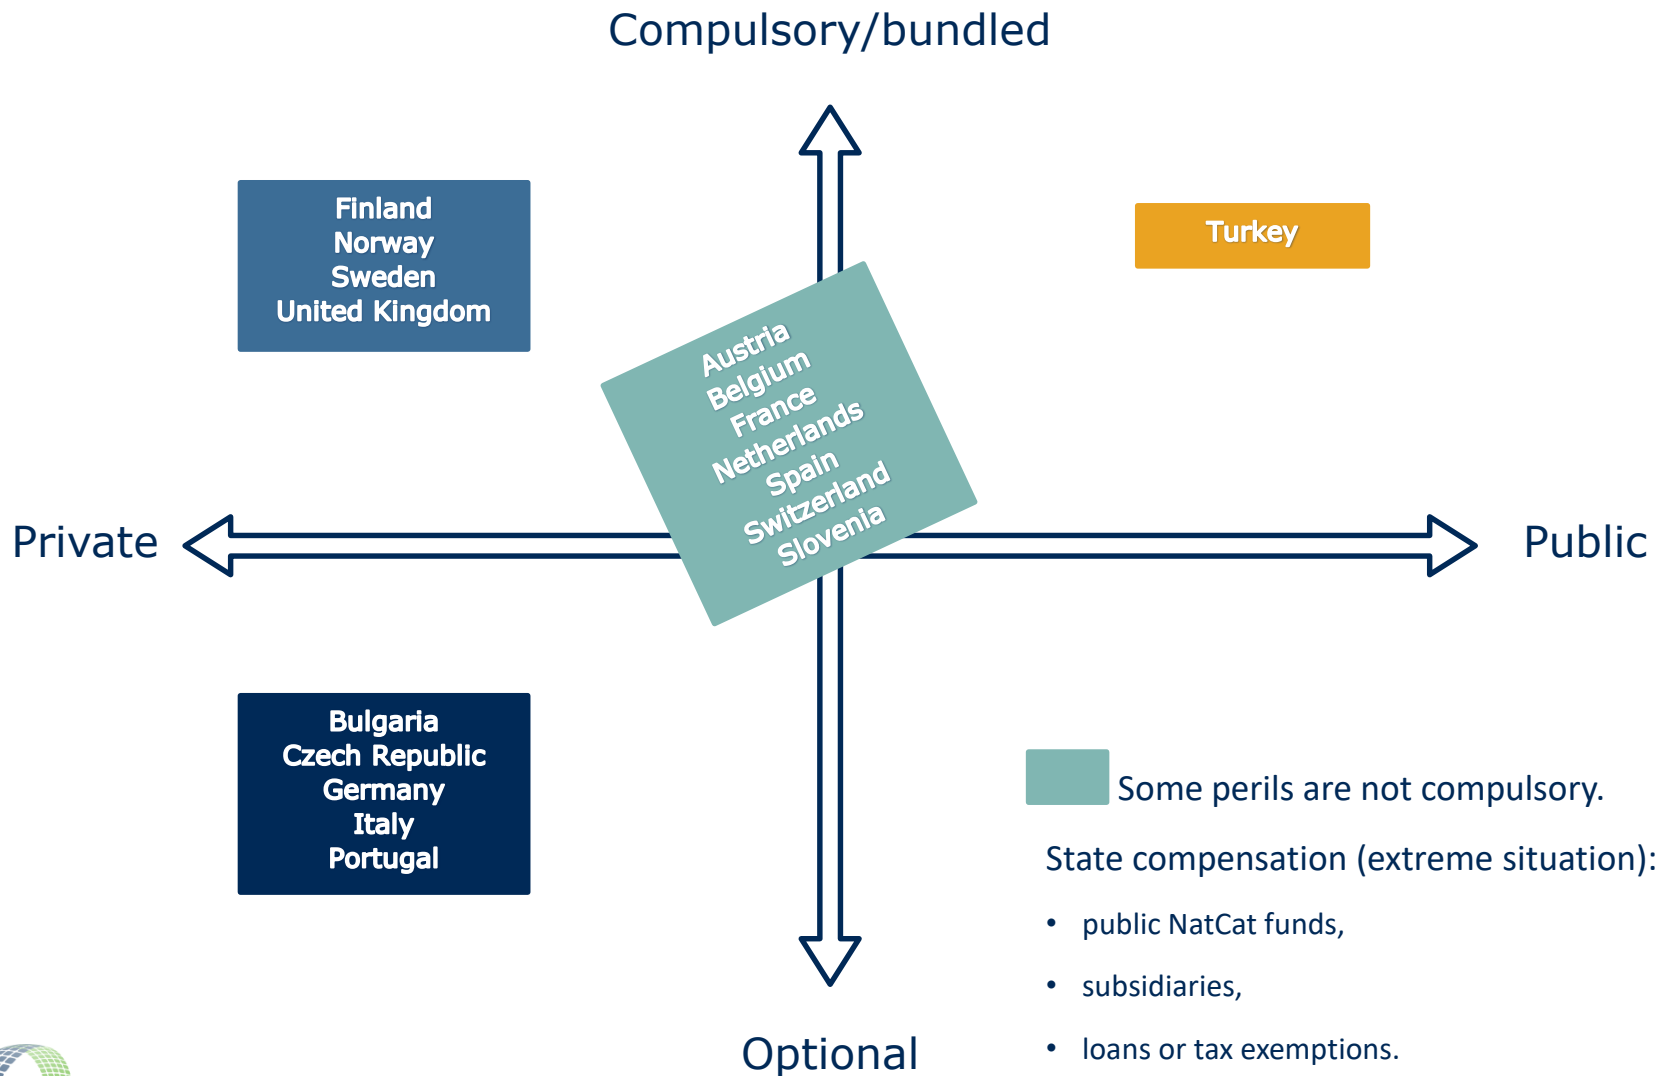 Compulsory/bundled
Finland
Norway
Sweden
United Kingdom
Turkey
Austria
Belgium
France
Netherlands
Spain
Switzerland
Slovenia
Private
Public
Bulgaria
Czech Republic
Germany
Italy
Portugal
Some perils are not compulsory.
State compensation (extreme situation):
• public NatCat funds,
• subsidiaries,
• loans or tax exemptions.
Optional